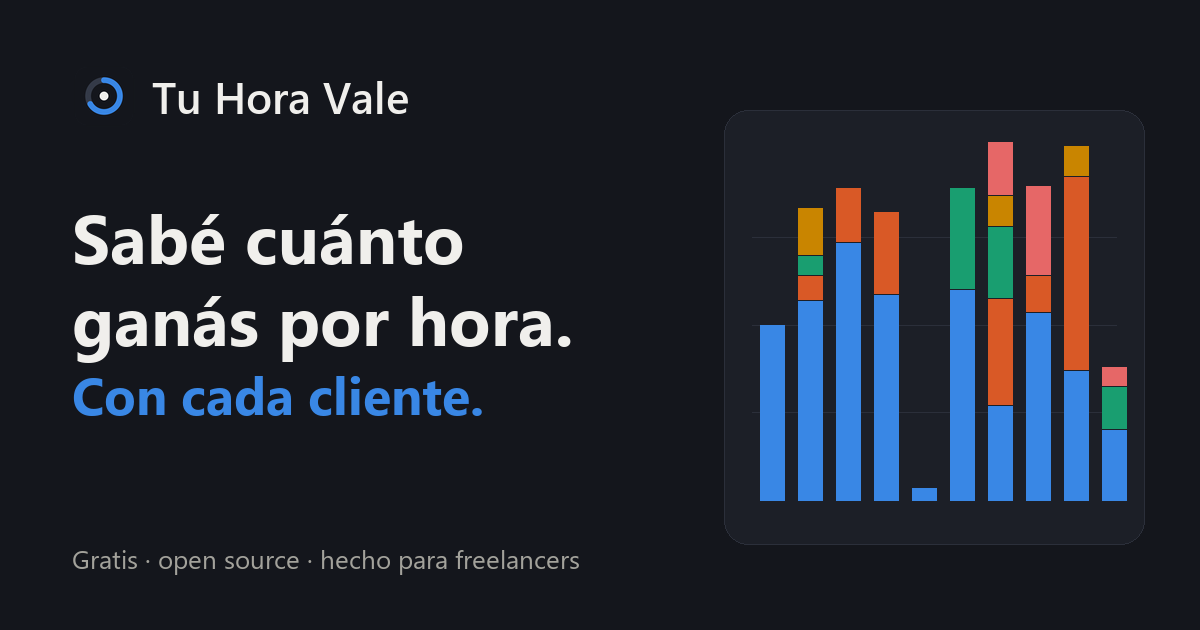 Tu Hora Vale
Sabé cuánto
ganás por hora.
Con cada cliente.
Gratis · open source · hecho para freelancers